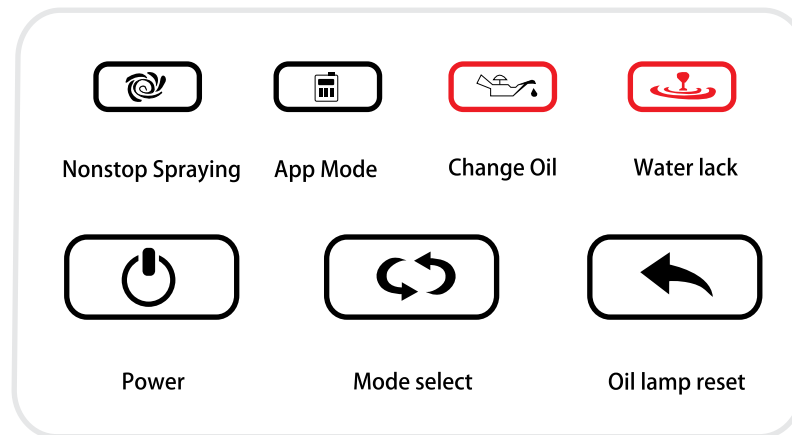 Nonstop Spraying
App Mode
Change Oil
Water lack
Power
Mode select
Oil lamp reset